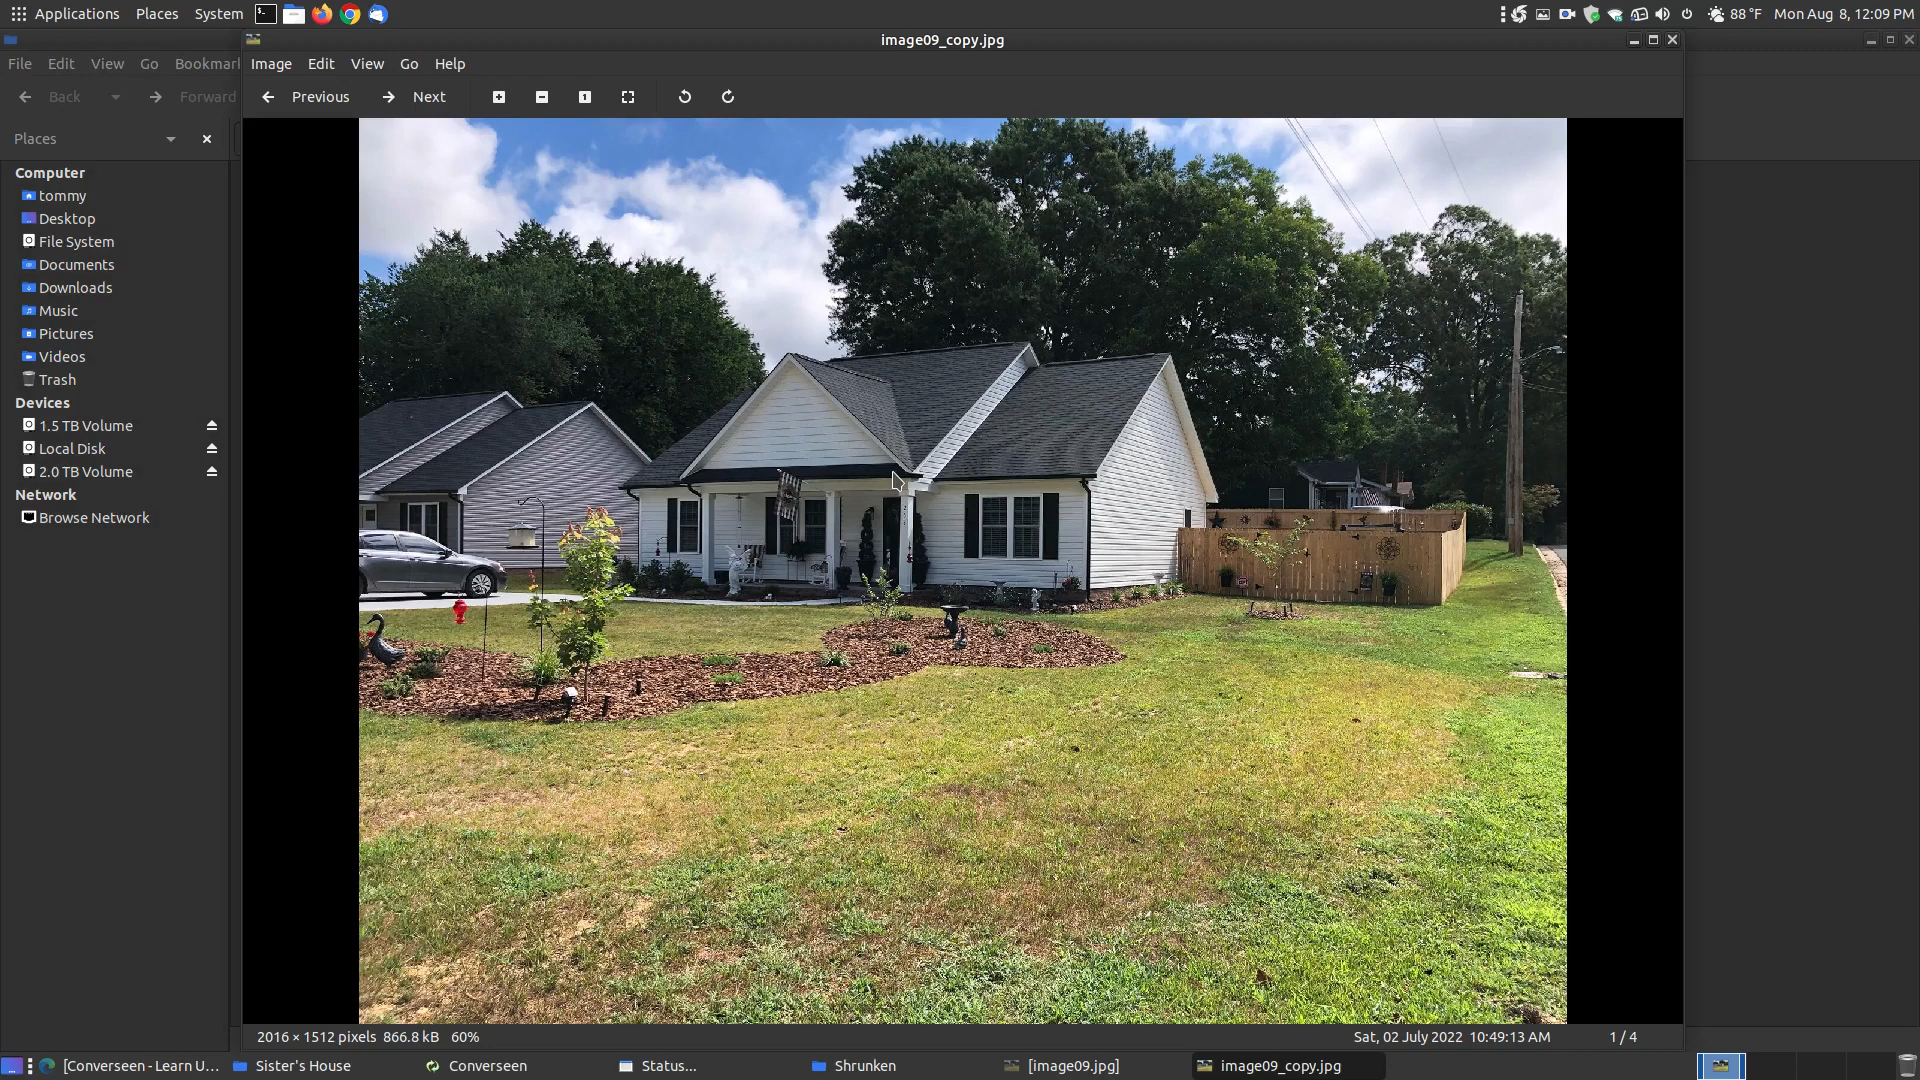 Applications Places System 88 °F Mon Aug 8, 12:09 PM
image09_copy.jpg
File Edit View Go Bookmark
Image Edit View Go Help
Back Forward
Previous Next
Places
Computer
tommy
Desktop
File System
Documents
Downloads
Music
Pictures
Videos
Trash
Devices
1.5 TB Volume
Local Disk
2.0 TB Volume
Network
Browse Network
2016 × 1512 pixels 866.8 kB 60% Sat, 02 July 2022 10:49:13 AM 1 / 4
[Converseen - Learn U... Sister's House Converseen Status... Shrunken [image09.jpg] image09_copy.jpg